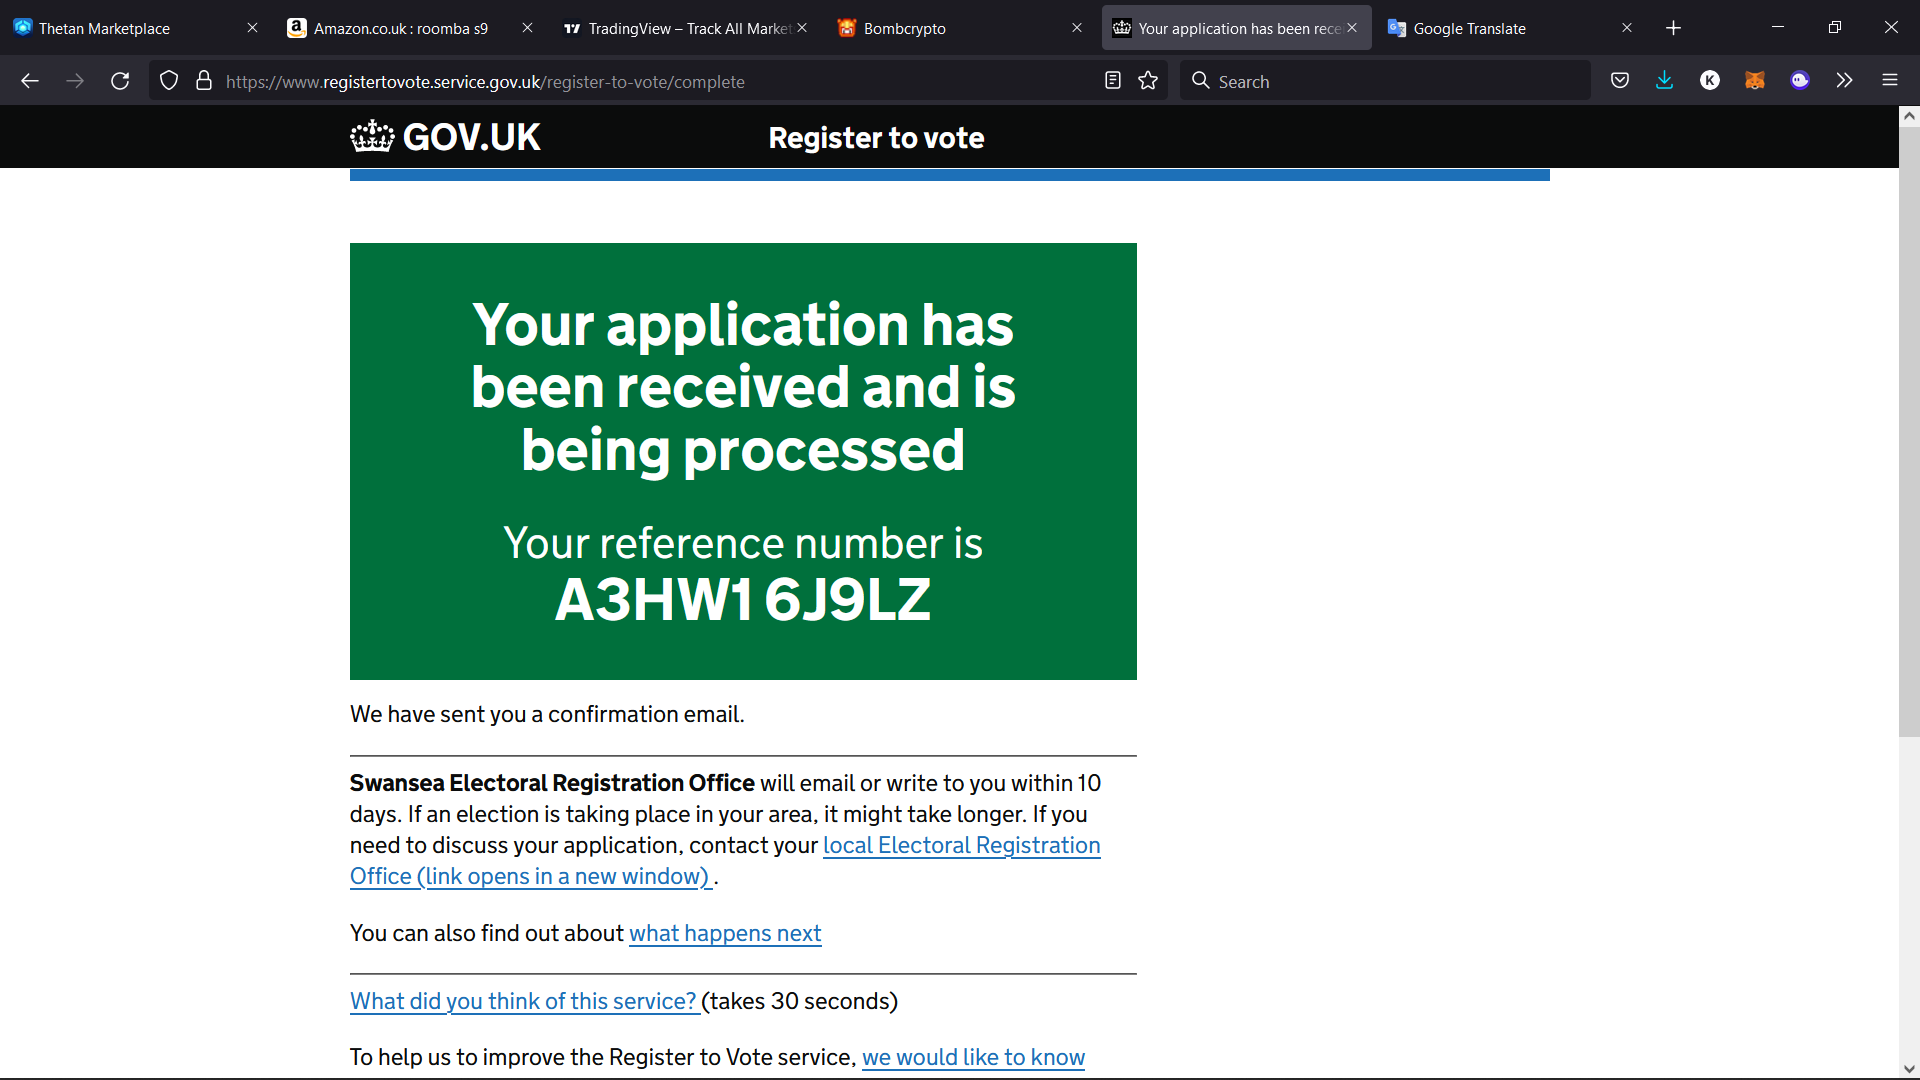 Thetan Marketplace
Amazon.co.uk : roomba s9
TradingView – Track All Market
Bombcrypto
Your application has been rece
Google Translate
https://www.registertovote.service.gov.uk/register-to-vote/complete
Search
K
GOV.UK
Register to vote
Your application has
been received and is
being processed
Your reference number is
A3HW1 6J9LZ
We have sent you a confirmation email.
Swansea Electoral Registration Office will email or write to you within 10
days. If an election is taking place in your area, it might take longer. If you
need to discuss your application, contact your local Electoral Registration
Office (link opens in a new window) .
You can also find out about what happens next
What did you think of this service? (takes 30 seconds)
To help us to improve the Register to Vote service, we would like to know